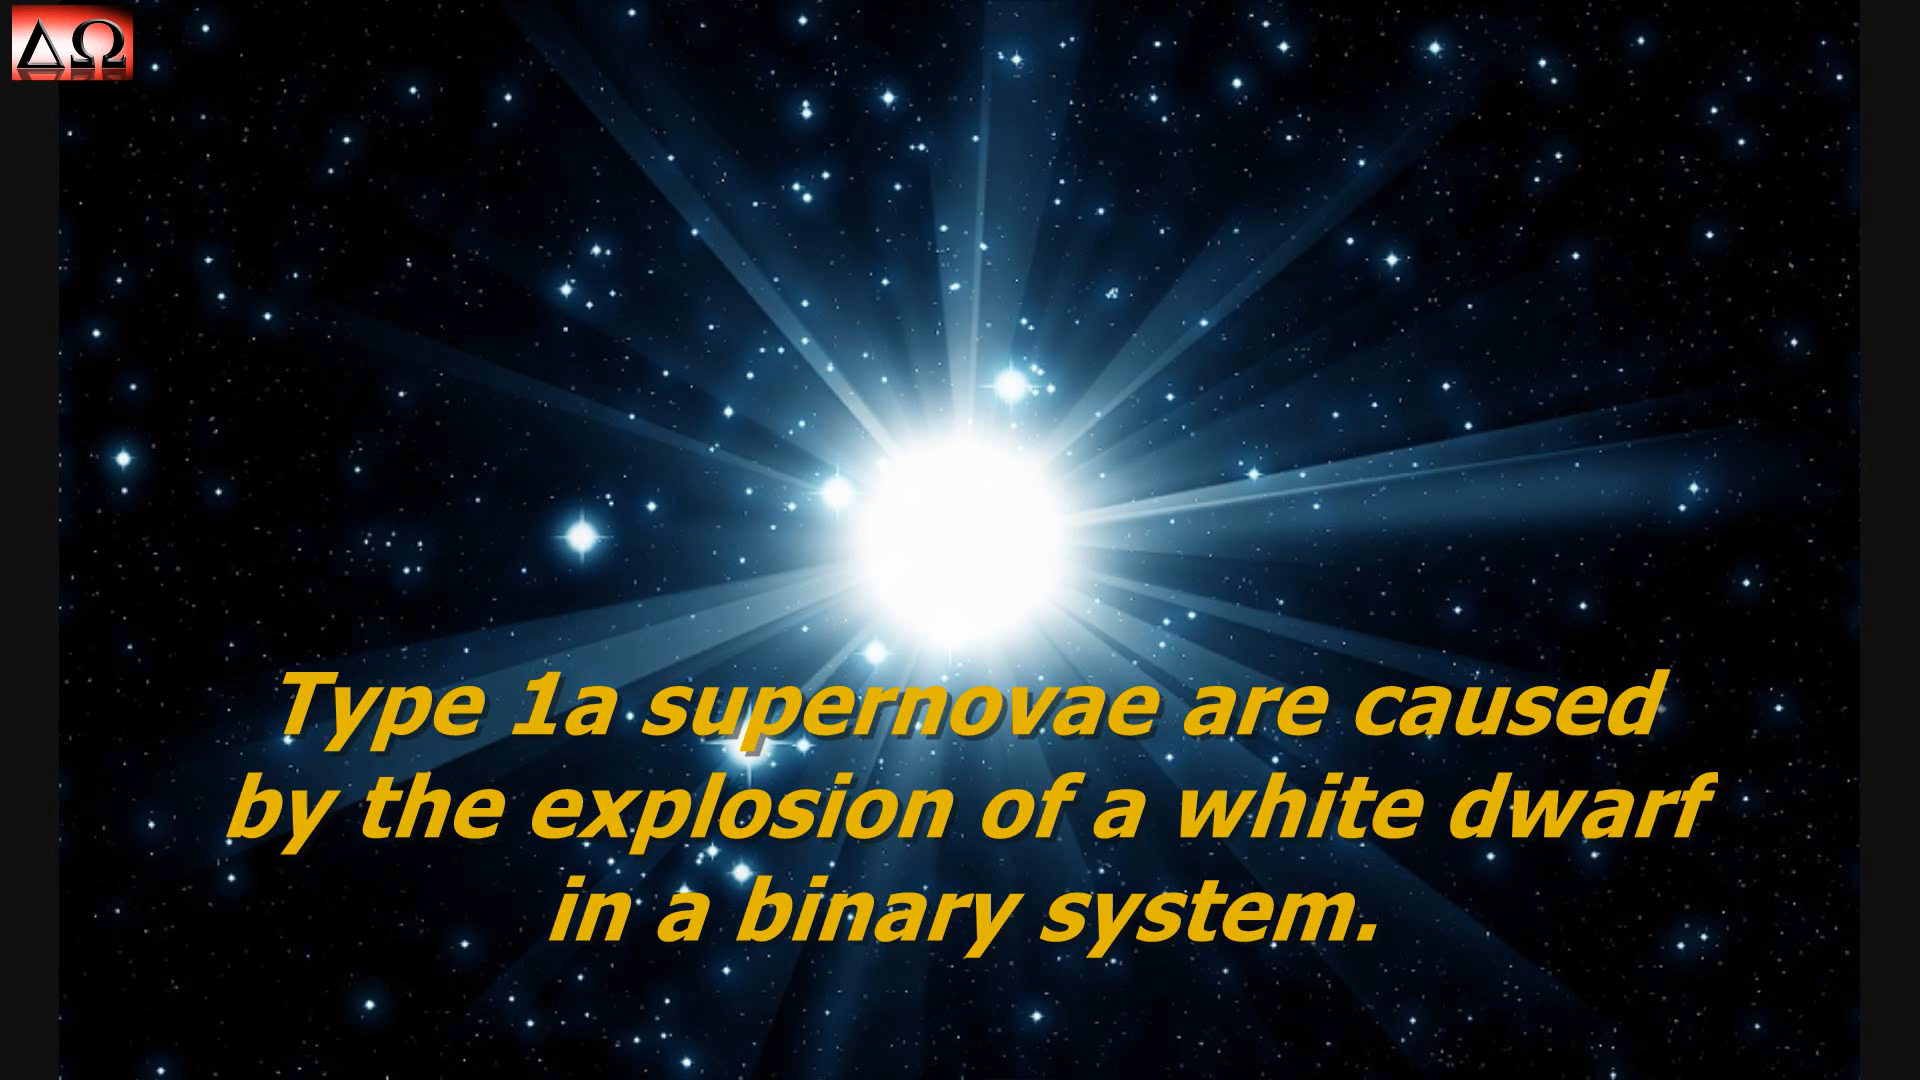 ΔΩ
Type 1a supernovae are caused
by the explosion of a white dwarf
in a binary system.